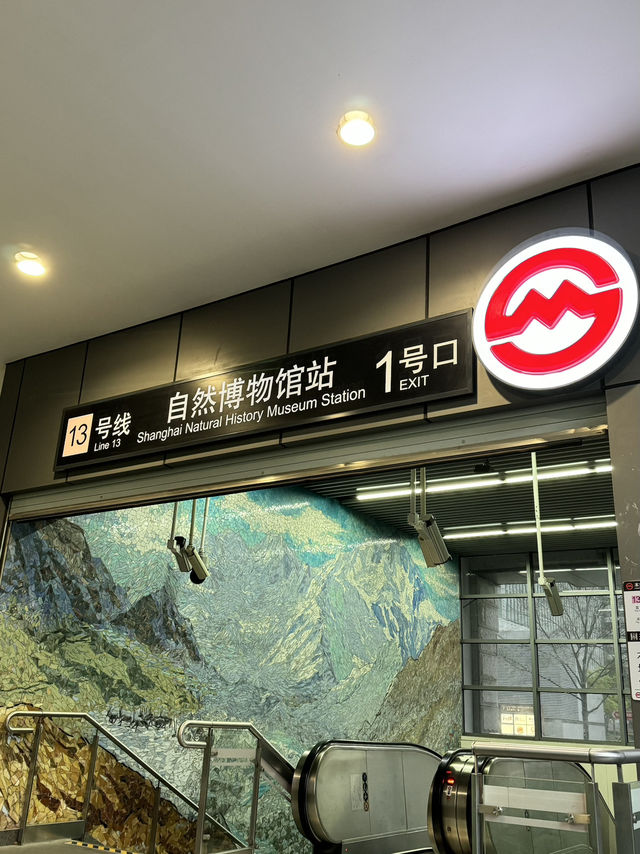 13 号线
Line 13
自然博物馆站
Shanghai Natural History Museum Station
1号口
EXIT